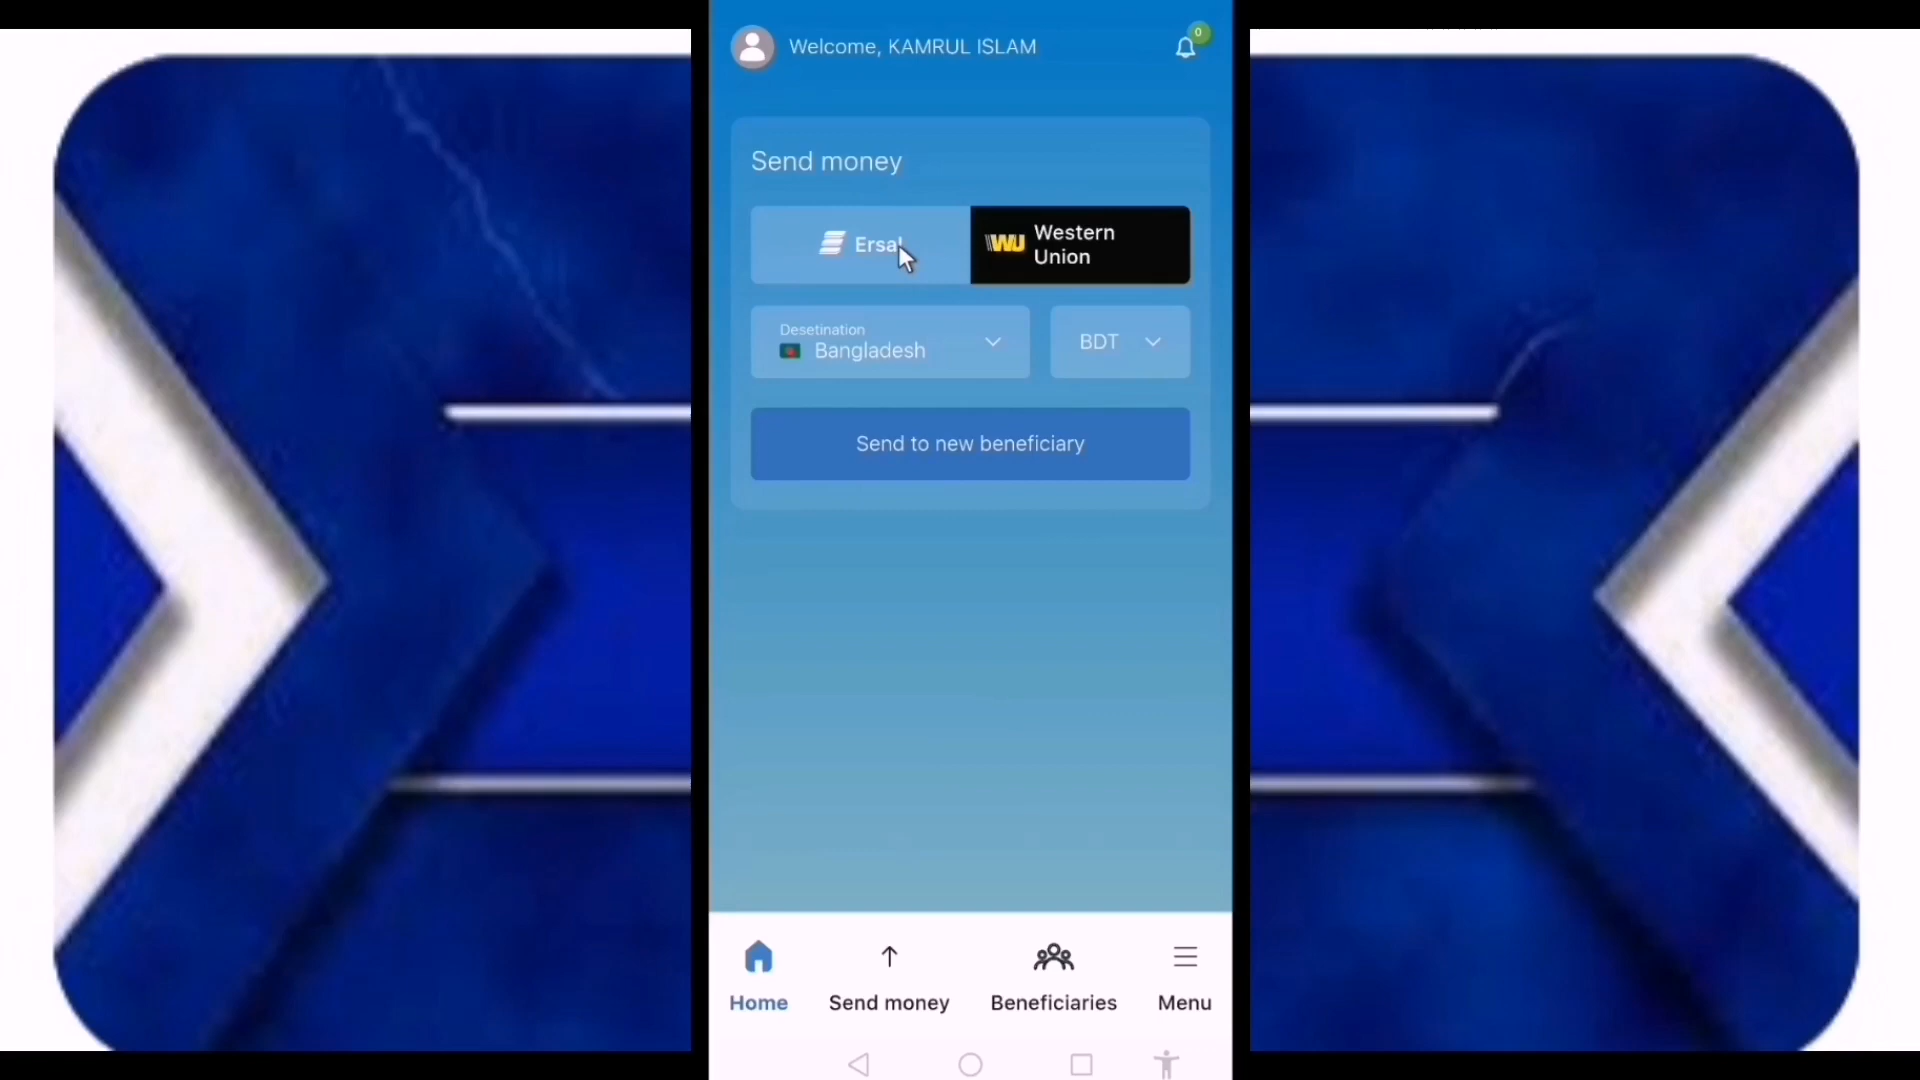 Welcome, KAMRUL ISLAM
0
Send money
Ersal
WU
Western
Union
Desetination
Bangladesh
BDT
Send to new beneficiary
Home
Send money
Beneficiaries
Menu